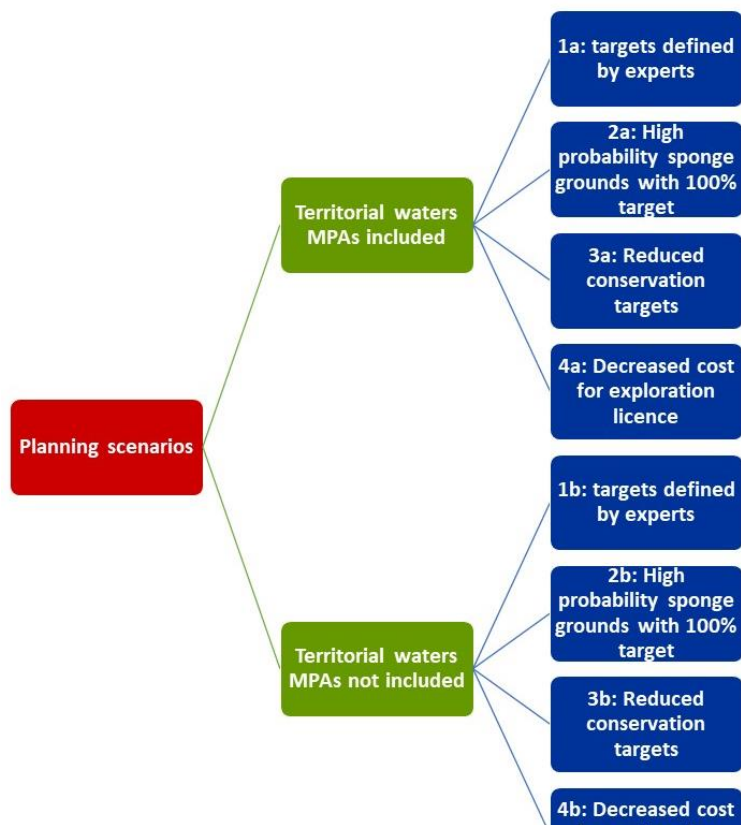 1a: targets defined
by experts
2a: High
probability sponge
grounds with 100%
target
Territorial waters
MPAs included
3a: Reduced
conservation
targets
4a: Decreased cost
for exploration
licence
Planning scenarios
1b: targets defined
by experts
2b: High
probability sponge
grounds with 100%
target
Territorial waters
MPAs not included
3b: Reduced
conservation
targets
4b: Decreased cost